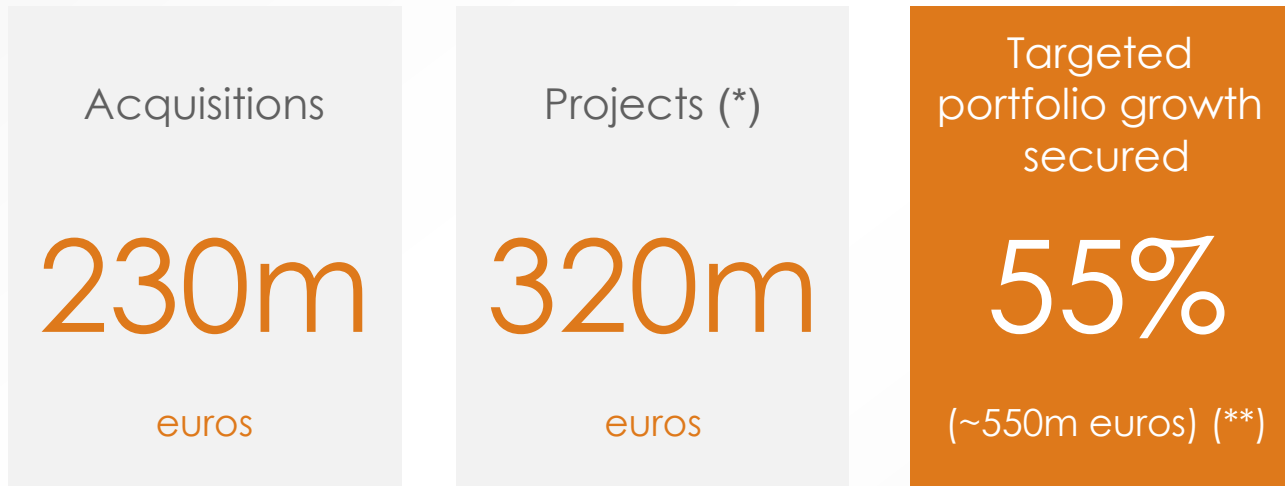 Acquisitions
230m
euros
Projects (*)
320m
euros
Targeted
portfolio growth
secured
55%
(~550m euros) (**)